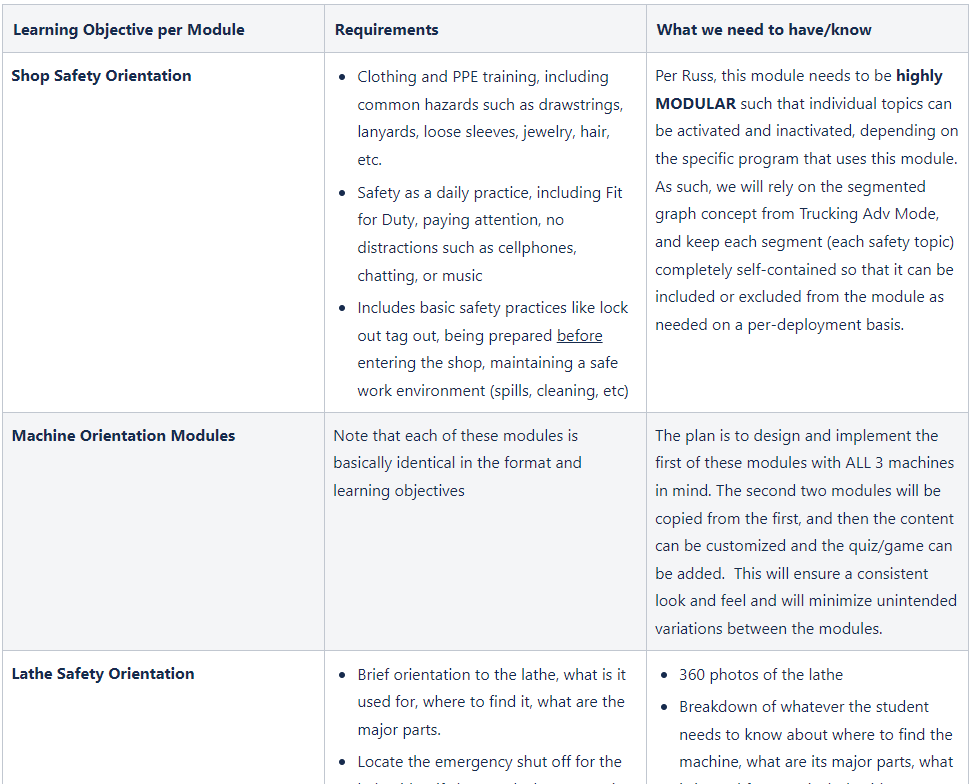 Learning Objective per Module
Requirements
What we need to have/know
Shop Safety Orientation
• Clothing and PPE training, including
common hazards such as drawstrings,
lanyards, loose sleeves, jewelry, hair,
etc.
• Safety as a daily practice, including Fit
for Duty, paying attention, no
distractions such as cellphones,
chatting, or music
• Includes basic safety practices like lock
out tag out, being prepared before
entering the shop, maintaining a safe
work environment (spills, cleaning, etc)
Per Russ, this module needs to be highly
MODULAR such that individual topics can
be activated and inactivated, depending on
the specific program that uses this module.
As such, we will rely on the segmented
graph concept from Trucking Adv Mode,
and keep each segment (each safety topic)
completely self-contained so that it can be
included or excluded from the module as
needed on a per-deployment basis.
Machine Orientation Modules
Note that each of these modules is
basically identical in the format and
learning objectives
The plan is to design and implement the
first of these modules with ALL 3 machines
in mind. The second two modules will be
copied from the first, and then the content
can be customized and the quiz/game can
be added.  This will ensure a consistent
look and feel and will minimize unintended
variations between the modules.
Lathe Safety Orientation
• Brief orientation to the lathe, what is it
used for, where to find it, what are the
major parts.
• Locate the emergency shut off for the
• 360 photos of the lathe
• Breakdown of whatever the student
needs to know about where to find the
machine, what are its major parts, what